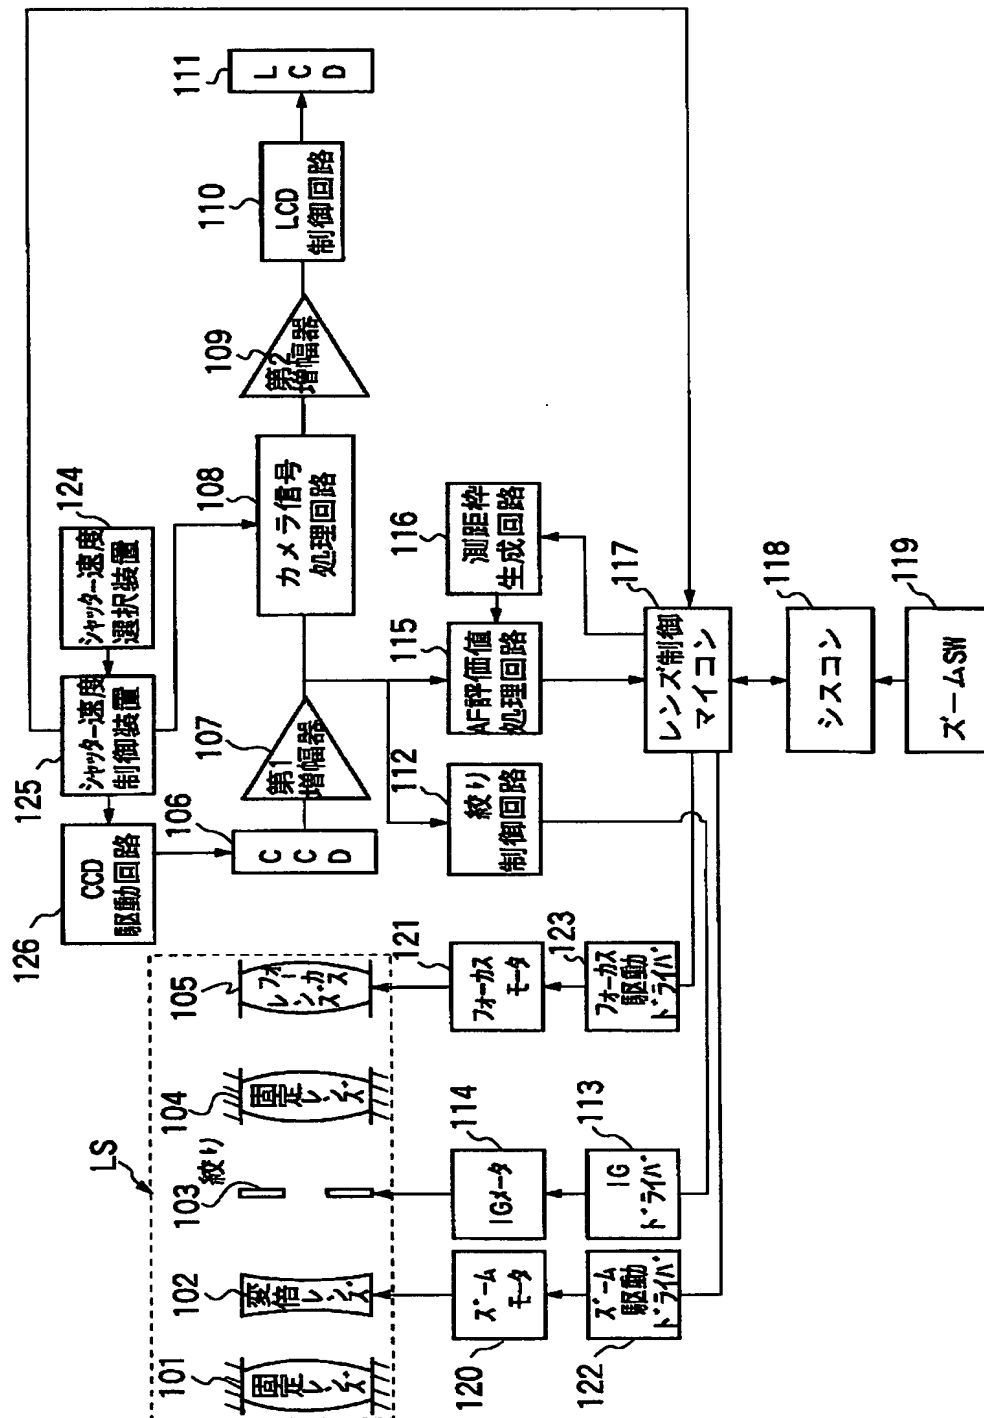 LS
101
固定
レンズ
102
変倍
レンズ
絞り
103
104
固定
レンズ
105
フォーカス
レンズ
126
CCD
駆動回路
125
シャッター速度
制御装置
124
シャッター速度
選択装置
106
CCD
107
第1
増幅器
108
カメラ信号
処理回路
109
第2
増幅器
110
LCD
制御回路
111
LCD
112
絞り
制御回路
115
AF評価値
処理回路
116
測距枠
生成回路
120
ズーム
モータ
114
IGメータ
121
フォーカス
モータ
122
ズーム
駆動
ドライバ
113
IG
ドライバ
123
フォーカス
駆動
ドライバ
117
レンズ制御
マイコン
118
シスコン
119
ズームSW